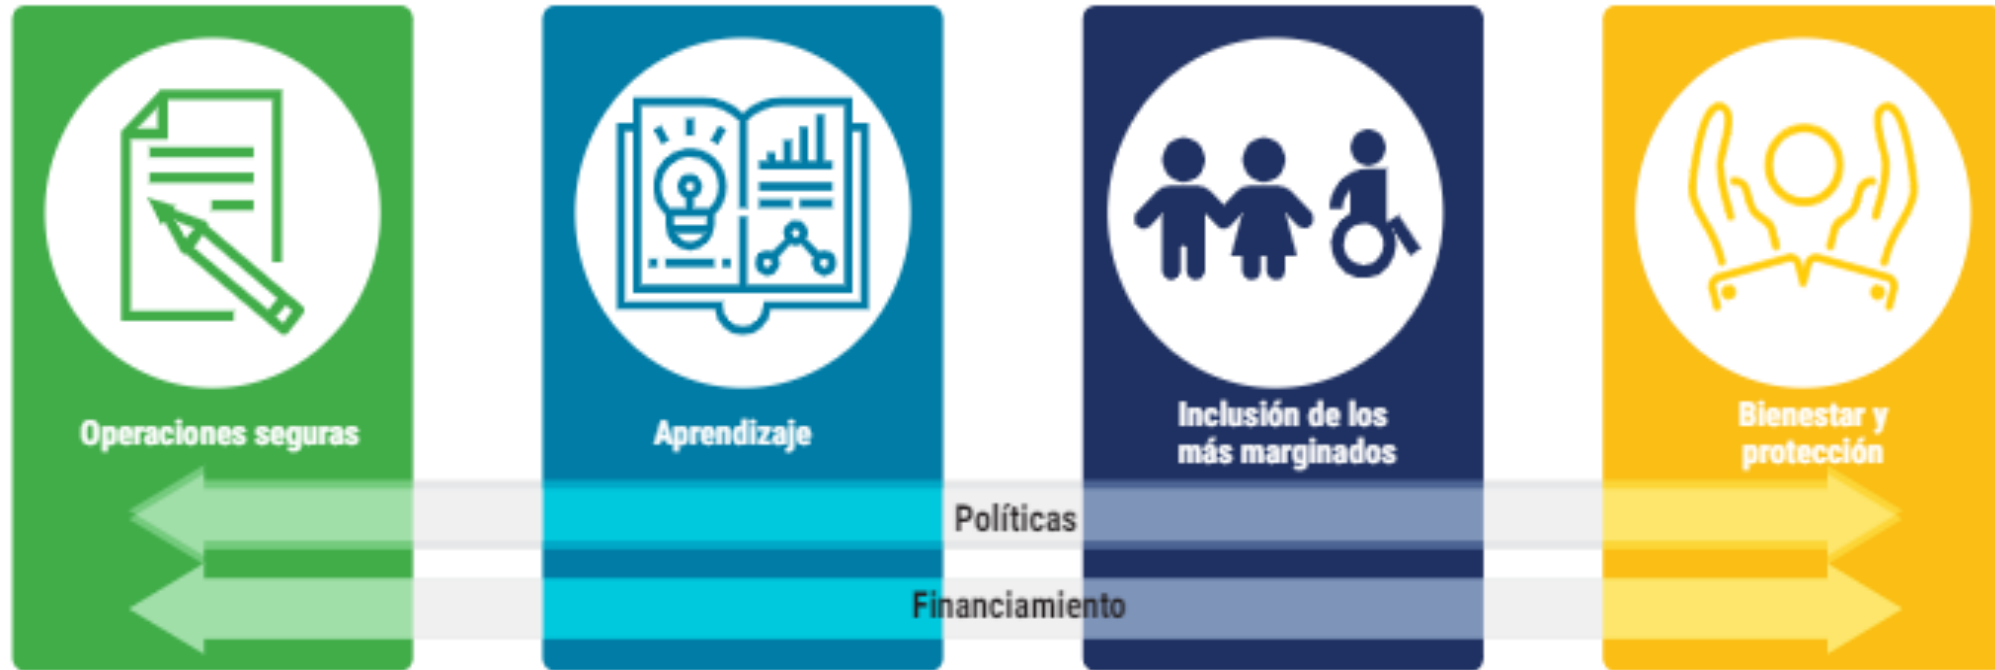 Operaciones seguras
Aprendizaje
Inclusión de los
más marginados
Bienestar y
protección
Políticas
Financiamiento